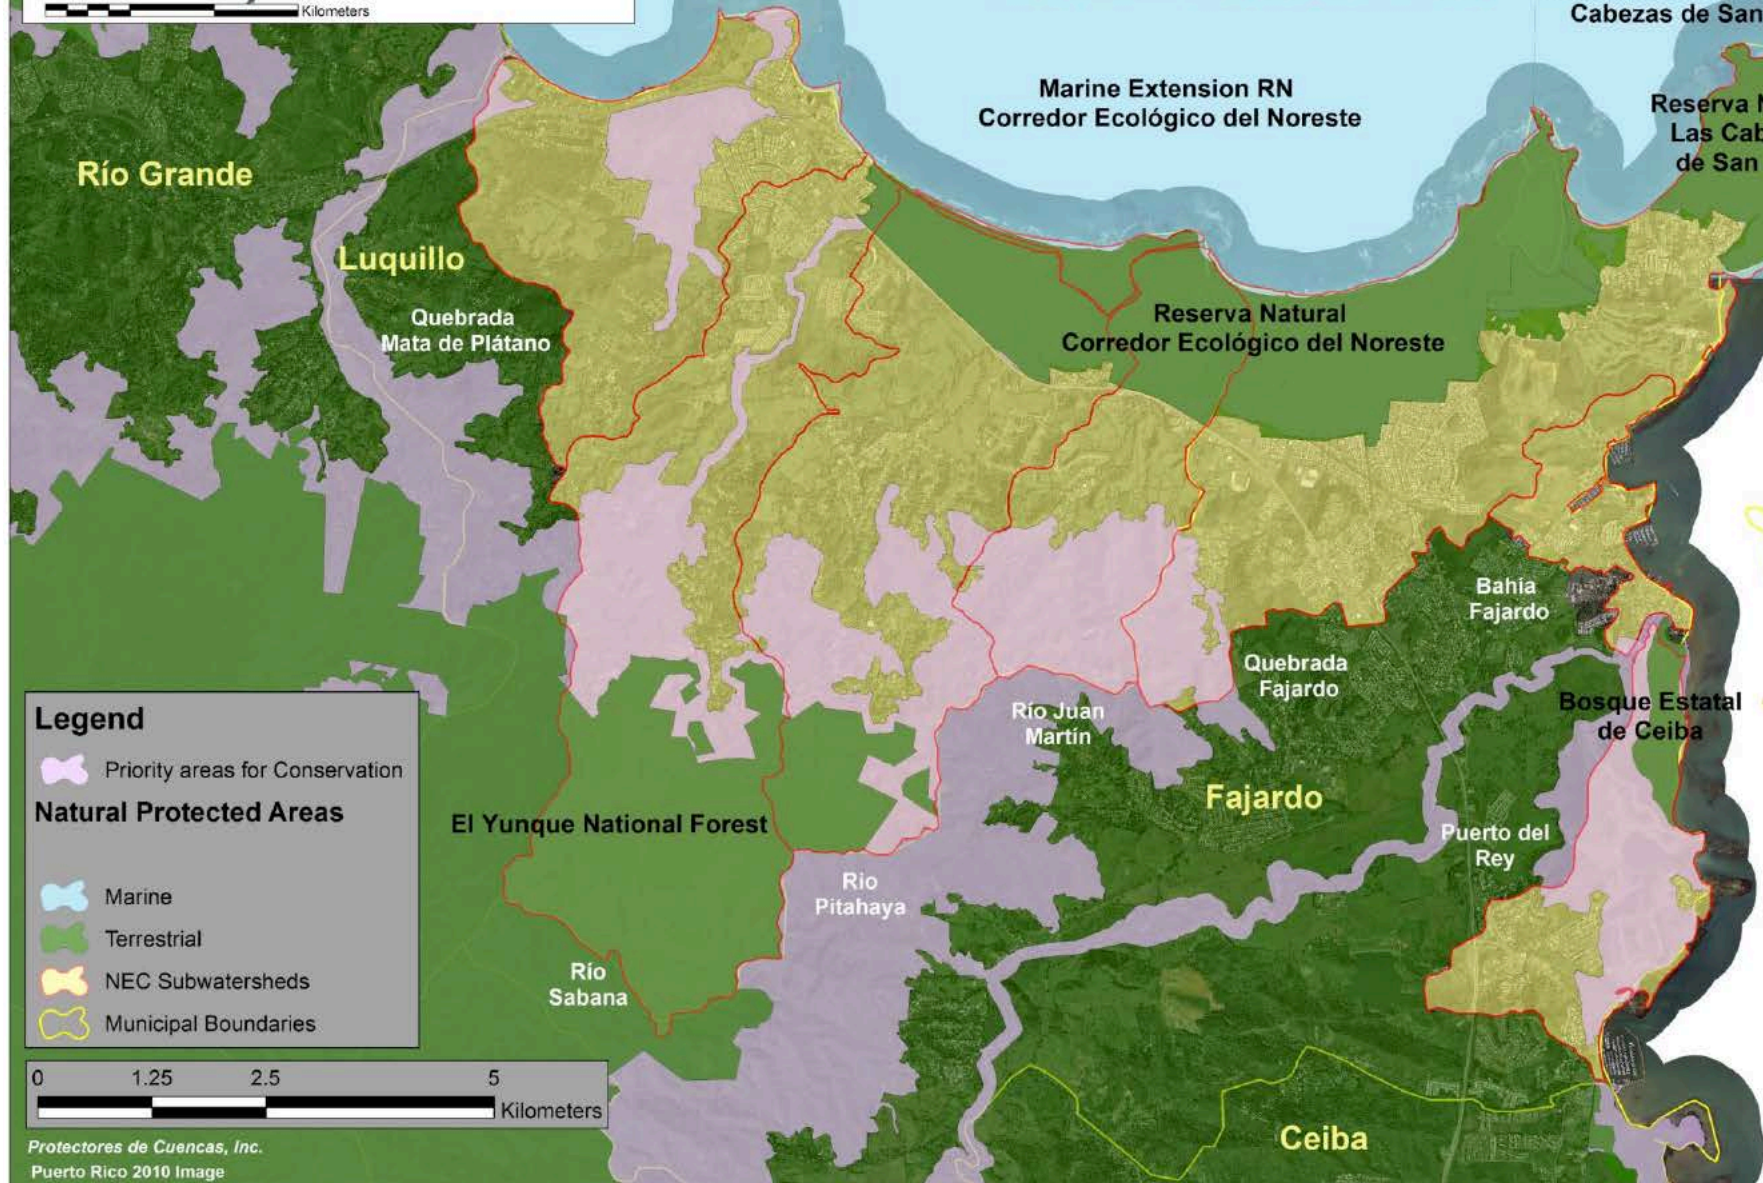 Kilometers
Cabezas de San
Marine Extension RN
Corredor Ecológico del Noreste
Reserva
Las Cab
de San
Río Grande
Luquillo
Quebrada
Mata de Plátano
Reserva Natural
Corredor Ecológico del Noreste
Bahía
Fajardo
Quebrada
Fajardo
Bosque Estatal
de Ceiba
Río Juan
Martín
Fajardo
Puerto del
Rey
El Yunque National Forest
Río
Pitahaya
Río
Sabana
Ceiba
Legend
Priority areas for Conservation
Natural Protected Areas
Marine
Terrestrial
NEC Subwatersheds
Municipal Boundaries
0 1.25 2.5 5
Kilometers
Protectores de Cuencas, Inc.
Puerto Rico 2010 Image